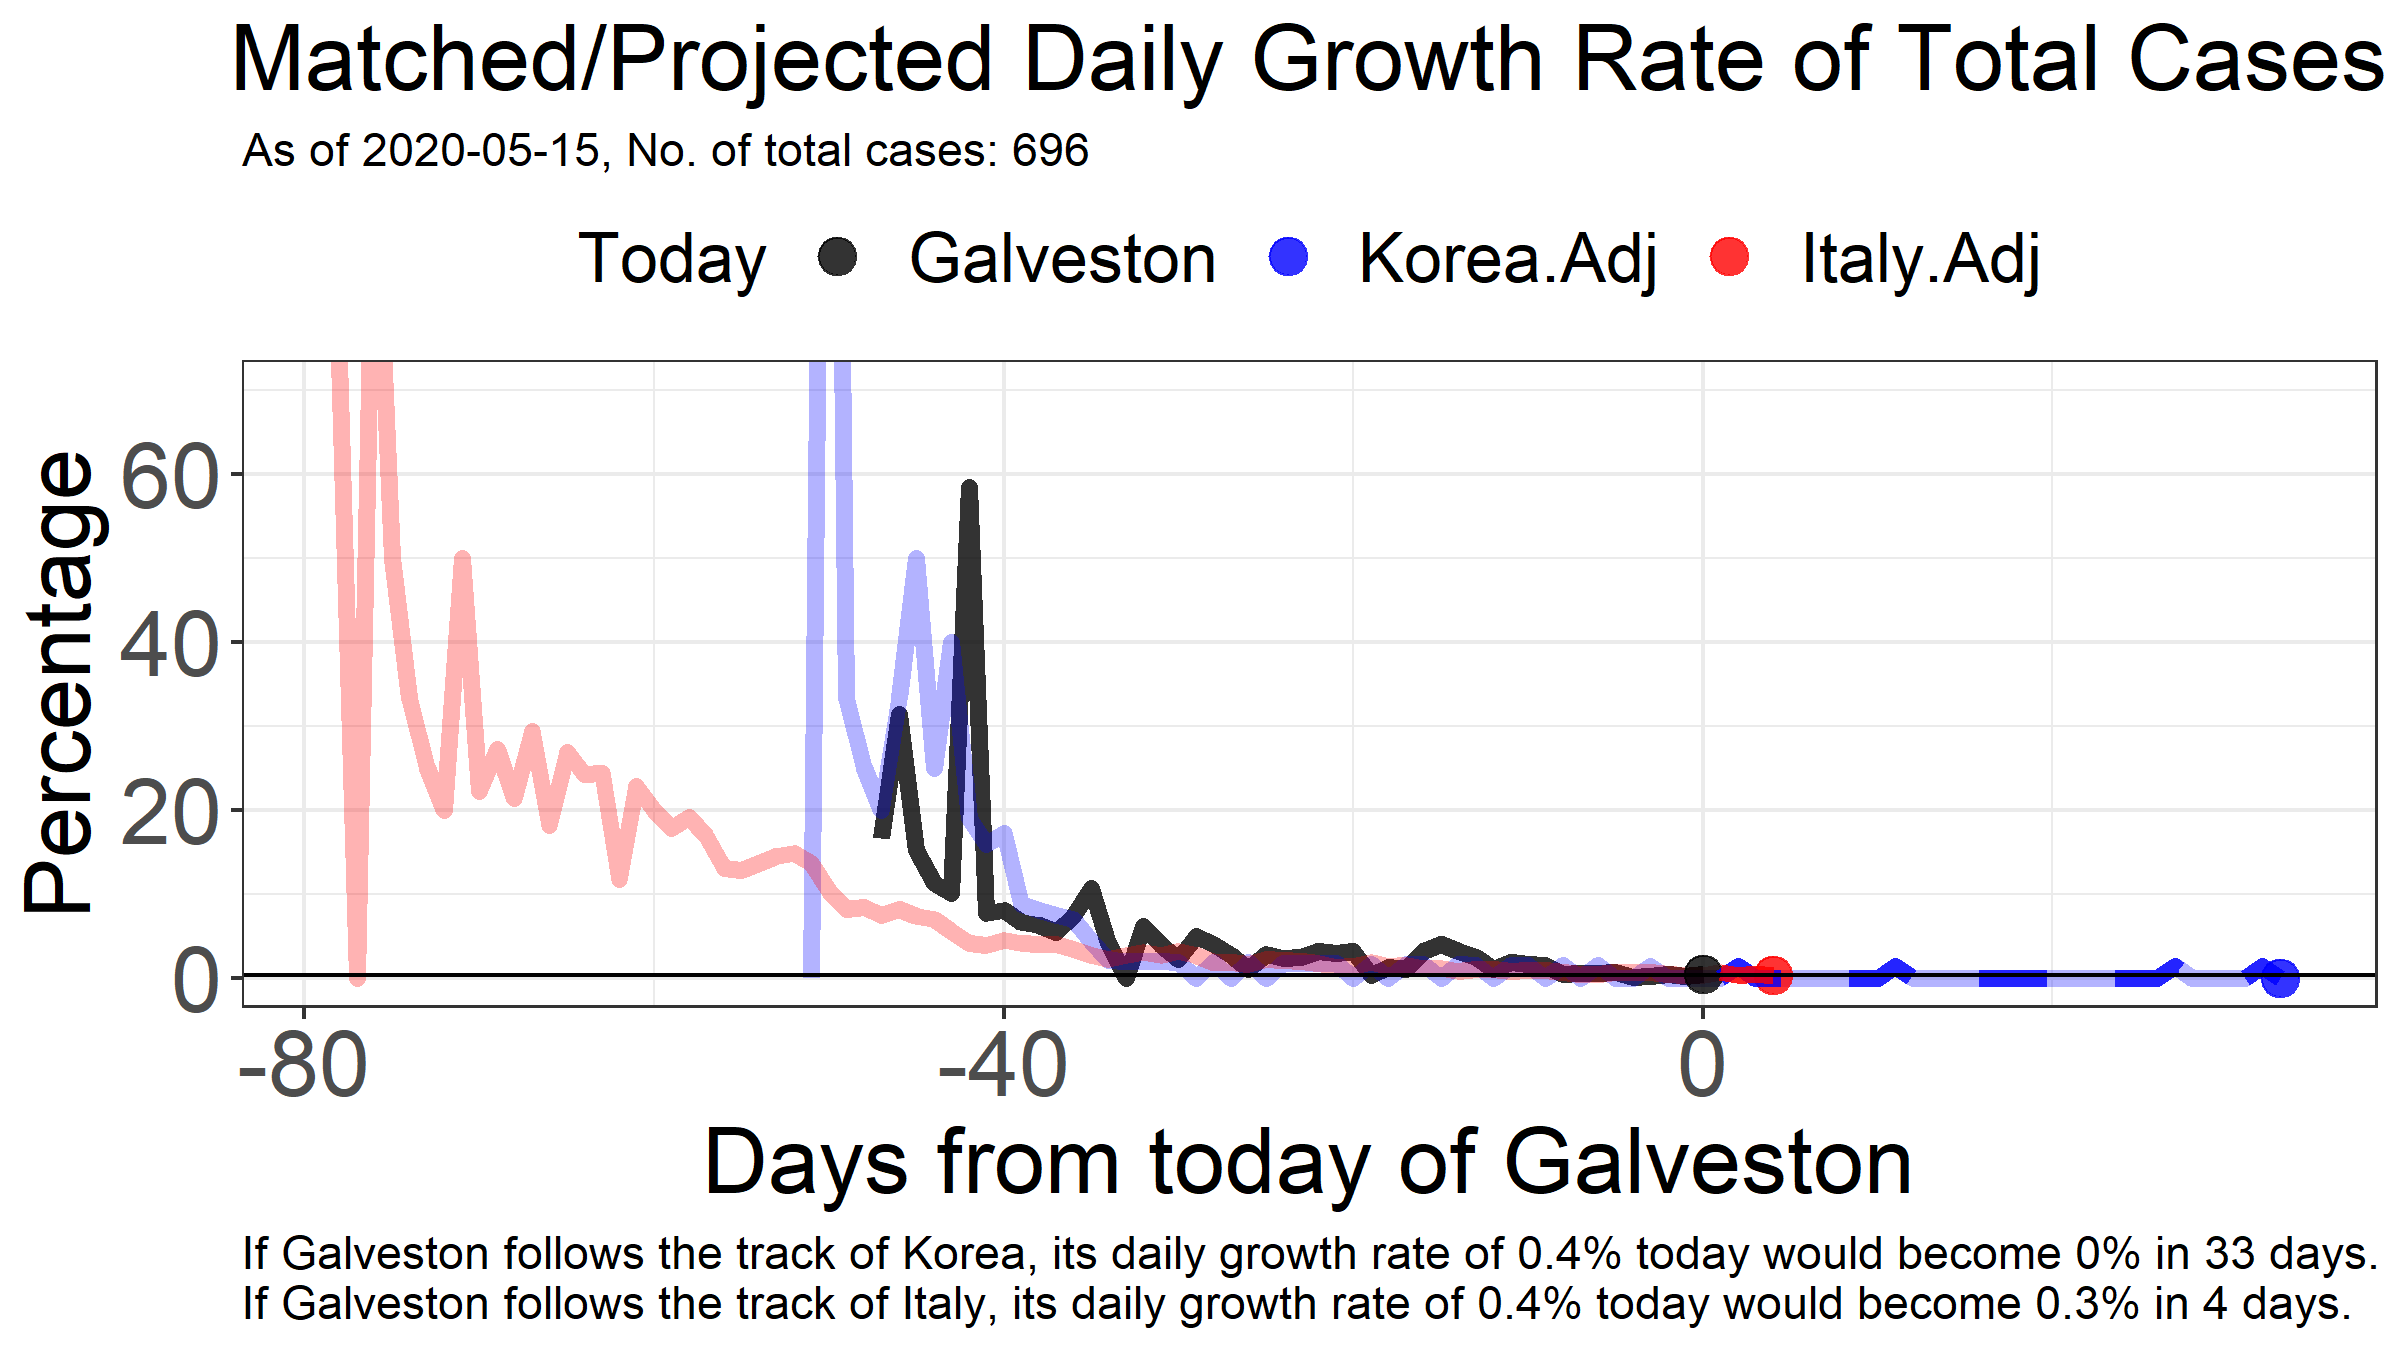 Matched/Projected Daily Growth Rate of Total Cases
As of 2020-05-15, No. of total cases: 696
Today Galveston Korea.Adj Italy.Adj
Percentage
60
40
20
0
-80 -40 0
Days from today of Galveston
If Galveston follows the track of Korea, its daily growth rate of 0.4% today would become 0% in 33 days.
If Galveston follows the track of Italy, its daily growth rate of 0.4% today would become 0.3% in 4 days.